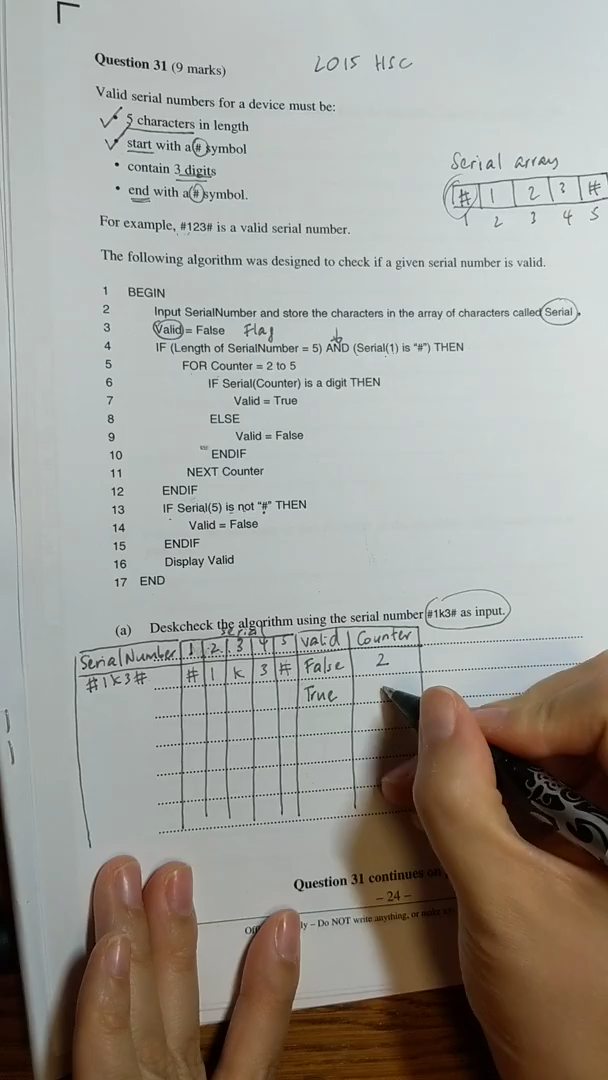 Question 31 (9 marks) 2015 HSC
Valid serial numbers for a device must be:
• 5 characters in length
• start with a # symbol
• contain 3 digits
• end with a # symbol.
Serial array
# 1 2 3 #
1 2 3 4 5
For example, #123# is a valid serial number.
The following algorithm was designed to check if a given serial number is valid.
1 BEGIN
2 Input SerialNumber and store the characters in the array of characters called Serial.
3 Valid = False Flag
4 IF (Length of SerialNumber = 5) AND (Serial(1) is "#") THEN
5 FOR Counter = 2 to 5
6 IF Serial(Counter) is a digit THEN
7 Valid = True
8 ELSE
9 Valid = False
10 ENDIF
11 NEXT Counter
12 ENDIF
13 IF Serial(5) is not "#" THEN
14 Valid = False
15 ENDIF
16 Display Valid
17 END
(a) Deskcheck the algorithm using the serial number #1k3# as input.
Serial
SerialNumber 1 2 3 4 5 Valid Counter
#1k3# # 1 k 3 # False 2
True
Question 31 continues on
– 24 –
ly – Do NOT write anything, or make